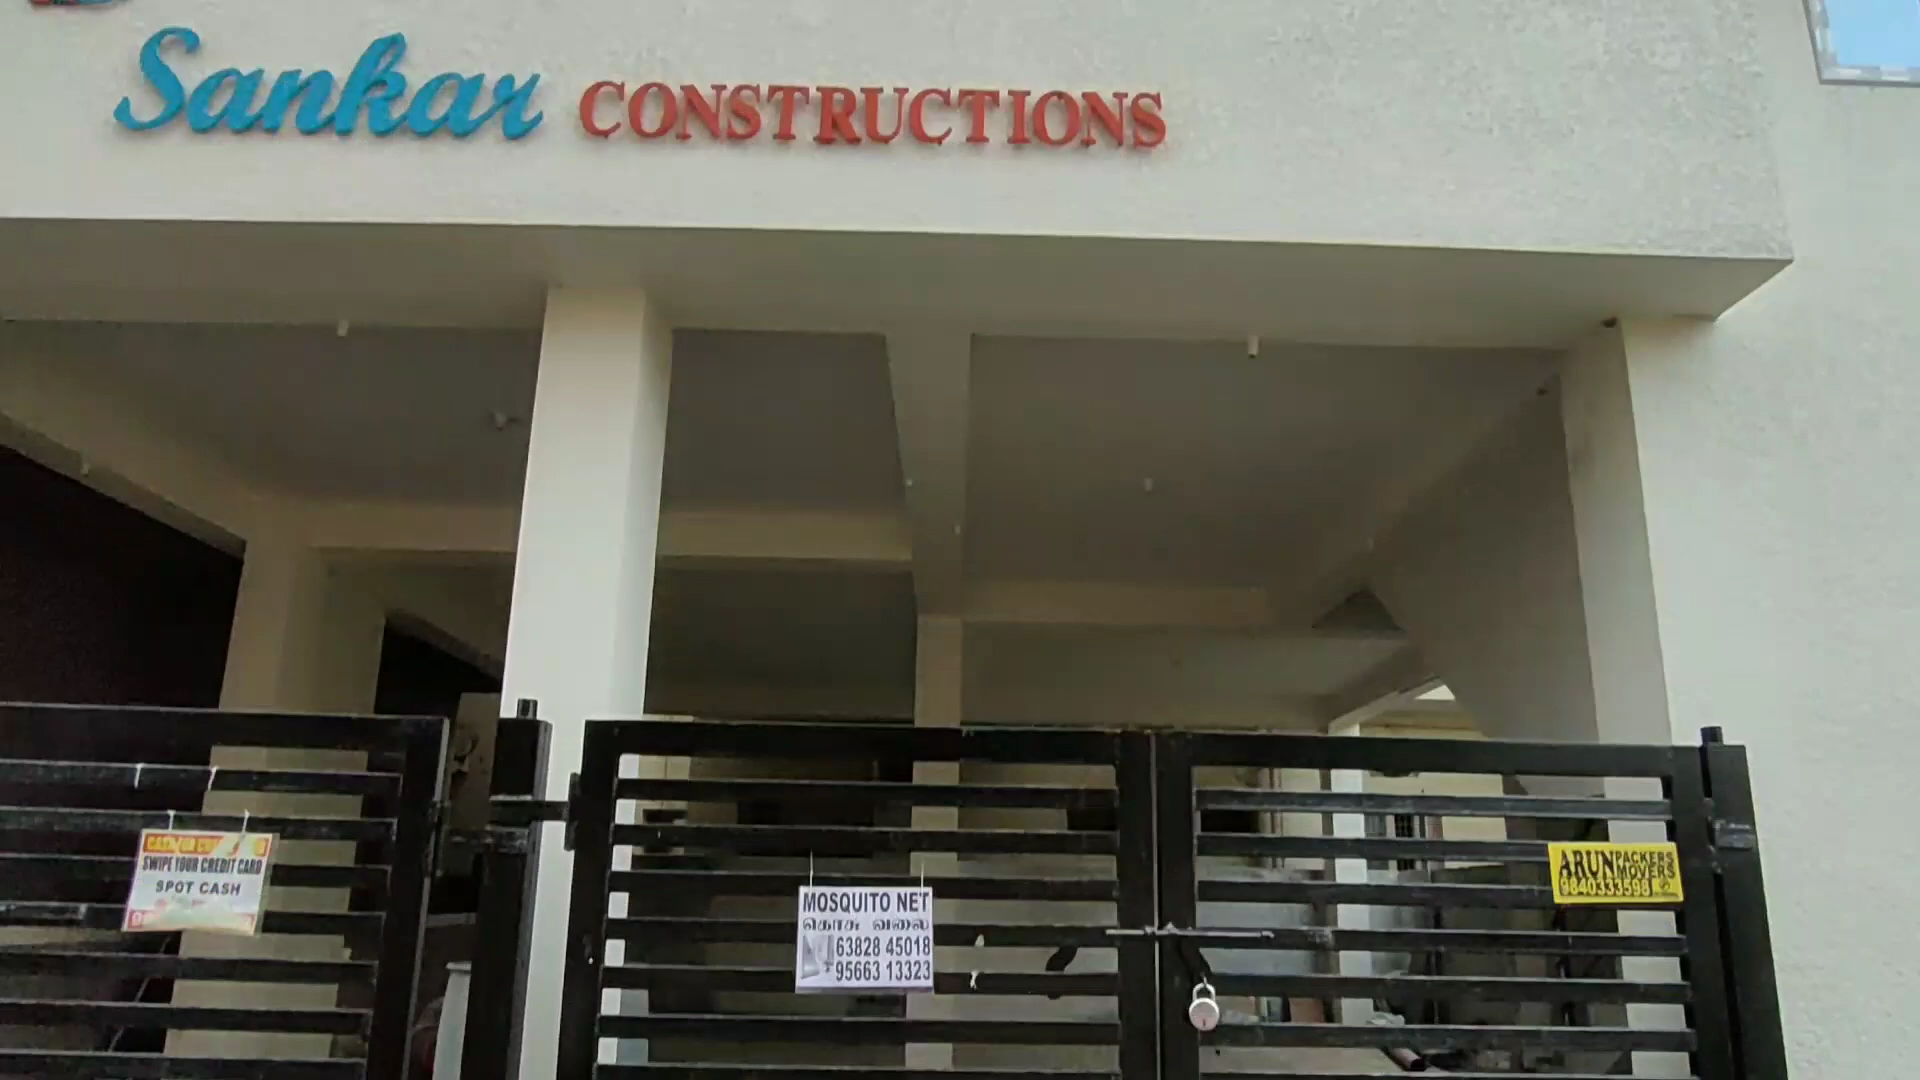 Sankar CONSTRUCTIONS
SWIPE YOUR CREDIT CARD
SPOT CASH
MOSQUITO NET
கொசு வலை
63828 45018
95663 13323
ARUN PACKERS MOVERS
9840333598